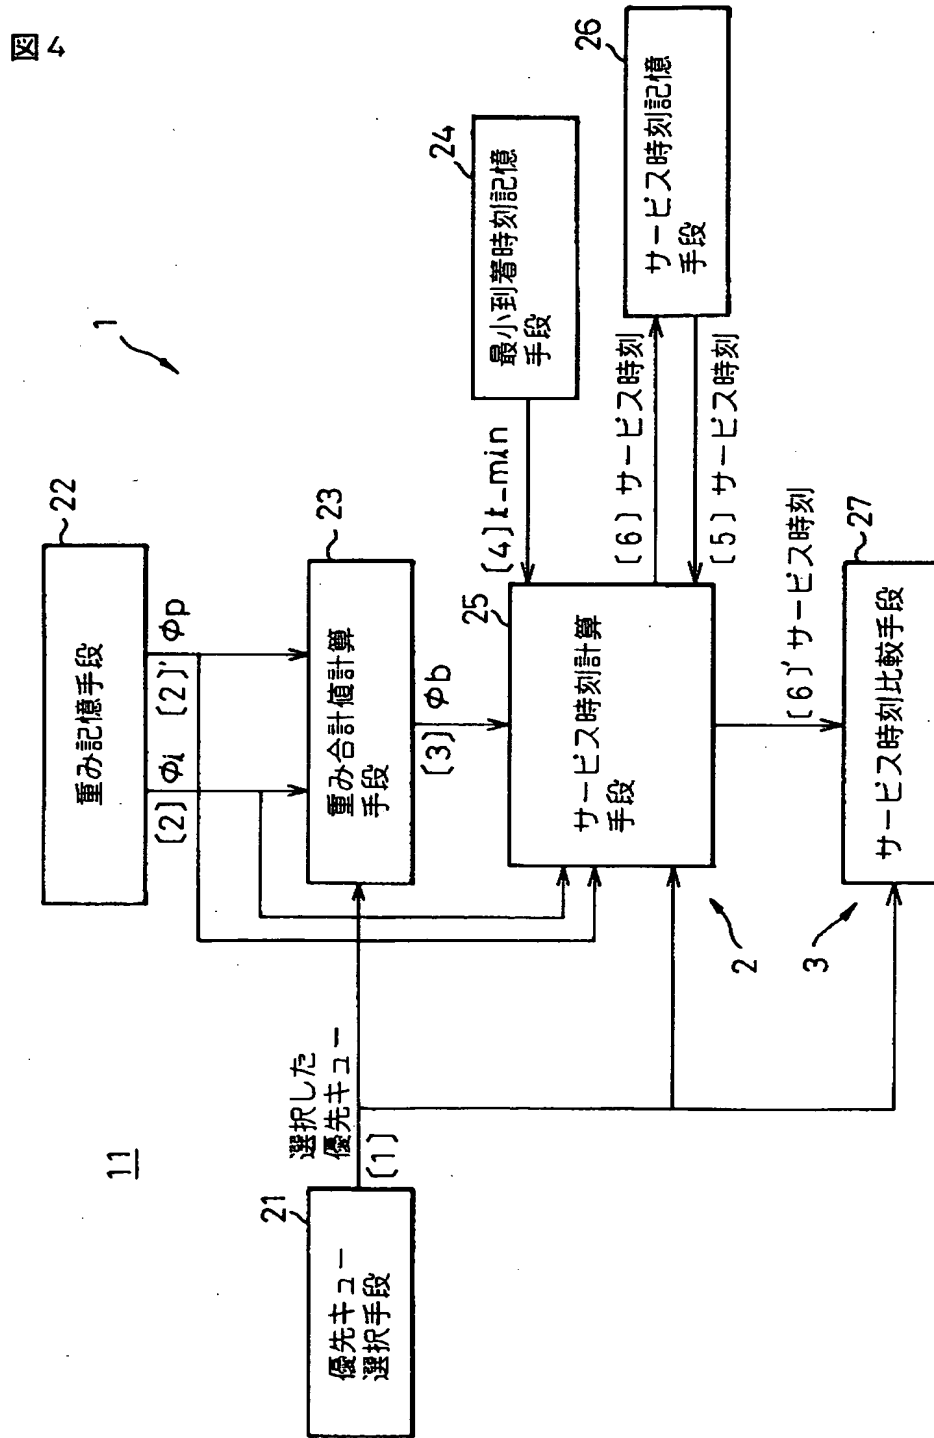 図4
11
1
21
優先キュー
選択手段
選択した
優先キュー
[1]
22
重み記憶手段
[2] Φi
[2]' Φp
23
重み合計値計算
手段
[3] Φb
24
最小到着時刻記憶
手段
[4] t_min
25
サービス時刻計算
手段
26
サービス時刻記憶
手段
[6] サービス時刻
[5] サービス時刻
[6]' サービス時刻
27
サービス時刻比較手段
2
3